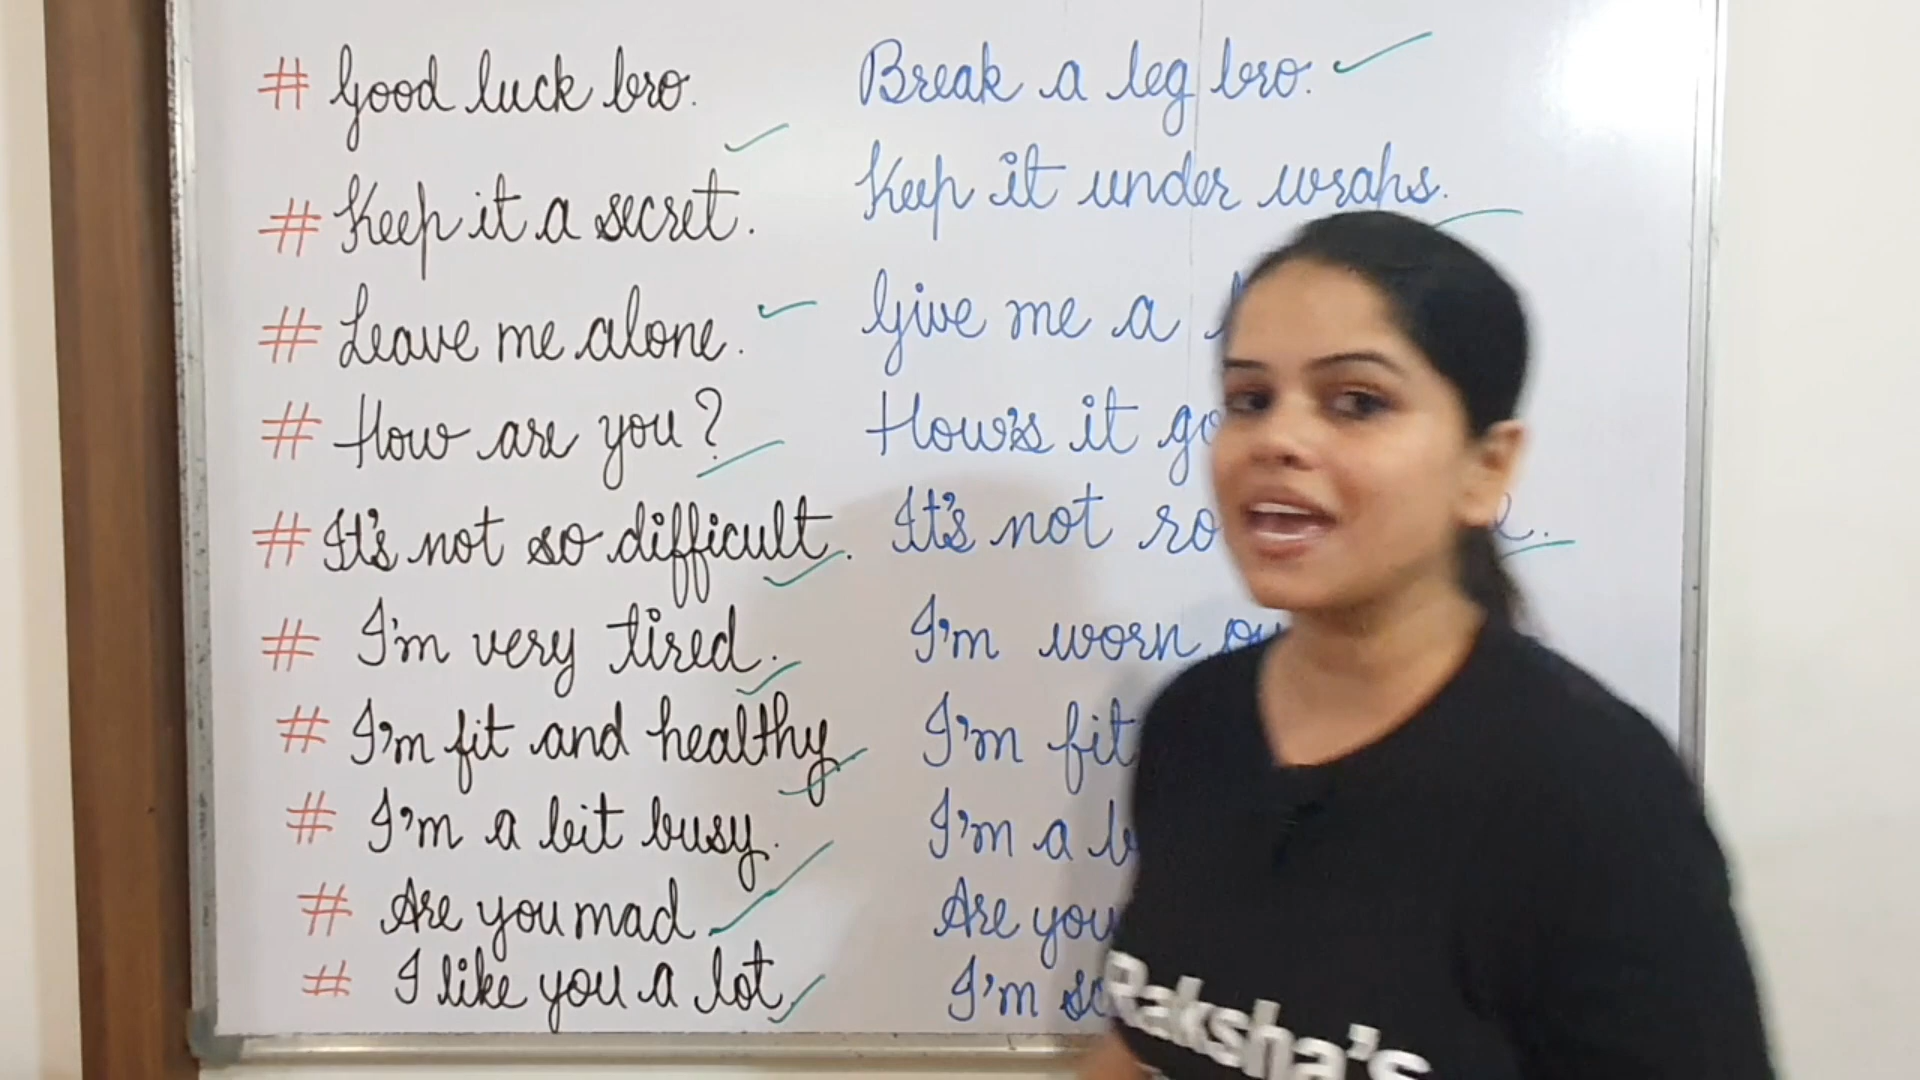 # Good luck bro. Break a leg bro.
# Keep it a secret. Keep it under wraps.
# Leave me alone. Give me a
# How are you? How's it
# It's not so difficult. It's not
# I'm very tired. I'm worn
# I'm fit and healthy I'm fit
# I'm a bit busy. I'm a
# Are you mad Are you
# I like you a lot I'm
Raksha's